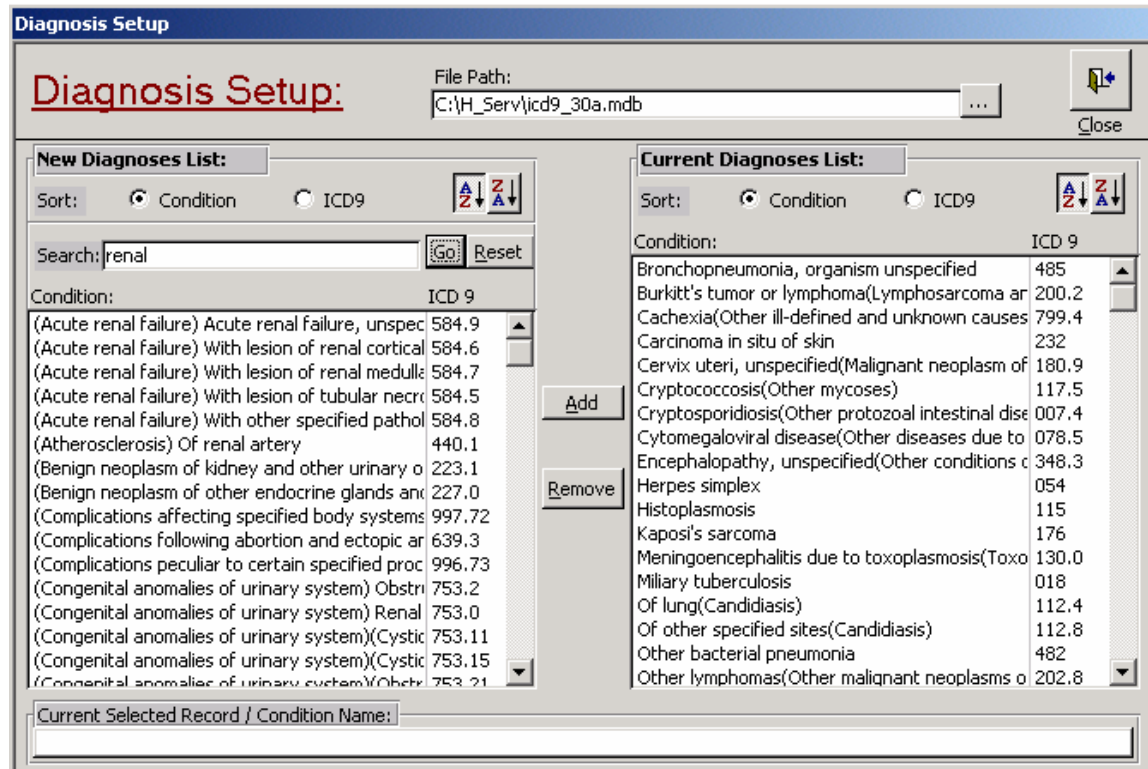 Diagnosis Setup
Diagnosis Setup:
File Path:
C:\H_Serv\icd9_30a.mdb
...
Close
New Diagnoses List:
Sort: Condition ICD9
Search: renal Go Reset
Condition: ICD 9
(Acute renal failure) Acute renal failure, unspec 584.9
(Acute renal failure) With lesion of renal cortical 584.6
(Acute renal failure) With lesion of renal medulla 584.7
(Acute renal failure) With lesion of tubular necro 584.5
(Acute renal failure) With other specified pathol 584.8
(Atherosclerosis) Of renal artery 440.1
(Benign neoplasm of kidney and other urinary o 223.1
(Benign neoplasm of other endocrine glands and 227.0
(Complications affecting specified body systems 997.72
(Complications following abortion and ectopic ar 639.3
(Complications peculiar to certain specified proc 996.73
(Congenital anomalies of urinary system) Obstr 753.2
(Congenital anomalies of urinary system) Renal 753.0
(Congenital anomalies of urinary system)(Cystic 753.11
(Congenital anomalies of urinary system)(Cystic 753.15
(Congenital anomalies of urinary system)(Obstr 753.21
Add
Remove
Current Diagnoses List:
Sort: Condition ICD9
Condition: ICD 9
Bronchopneumonia, organism unspecified 485
Burkitt's tumor or lymphoma(Lymphosarcoma ar 200.2
Cachexia(Other ill-defined and unknown causes 799.4
Carcinoma in situ of skin 232
Cervix uteri, unspecified(Malignant neoplasm of 180.9
Cryptococcosis(Other mycoses) 117.5
Cryptosporidiosis(Other protozoal intestinal dise 007.4
Cytomegaloviral disease(Other diseases due to 078.5
Encephalopathy, unspecified(Other conditions c 348.3
Herpes simplex 054
Histoplasmosis 115
Kaposi's sarcoma 176
Meningoencephalitis due to toxoplasmosis(Toxo 130.0
Miliary tuberculosis 018
Of lung(Candidiasis) 112.4
Of other specified sites(Candidiasis) 112.8
Other bacterial pneumonia 482
Other lymphomas(Other malignant neoplasms o 202.8
Current Selected Record / Condition Name: